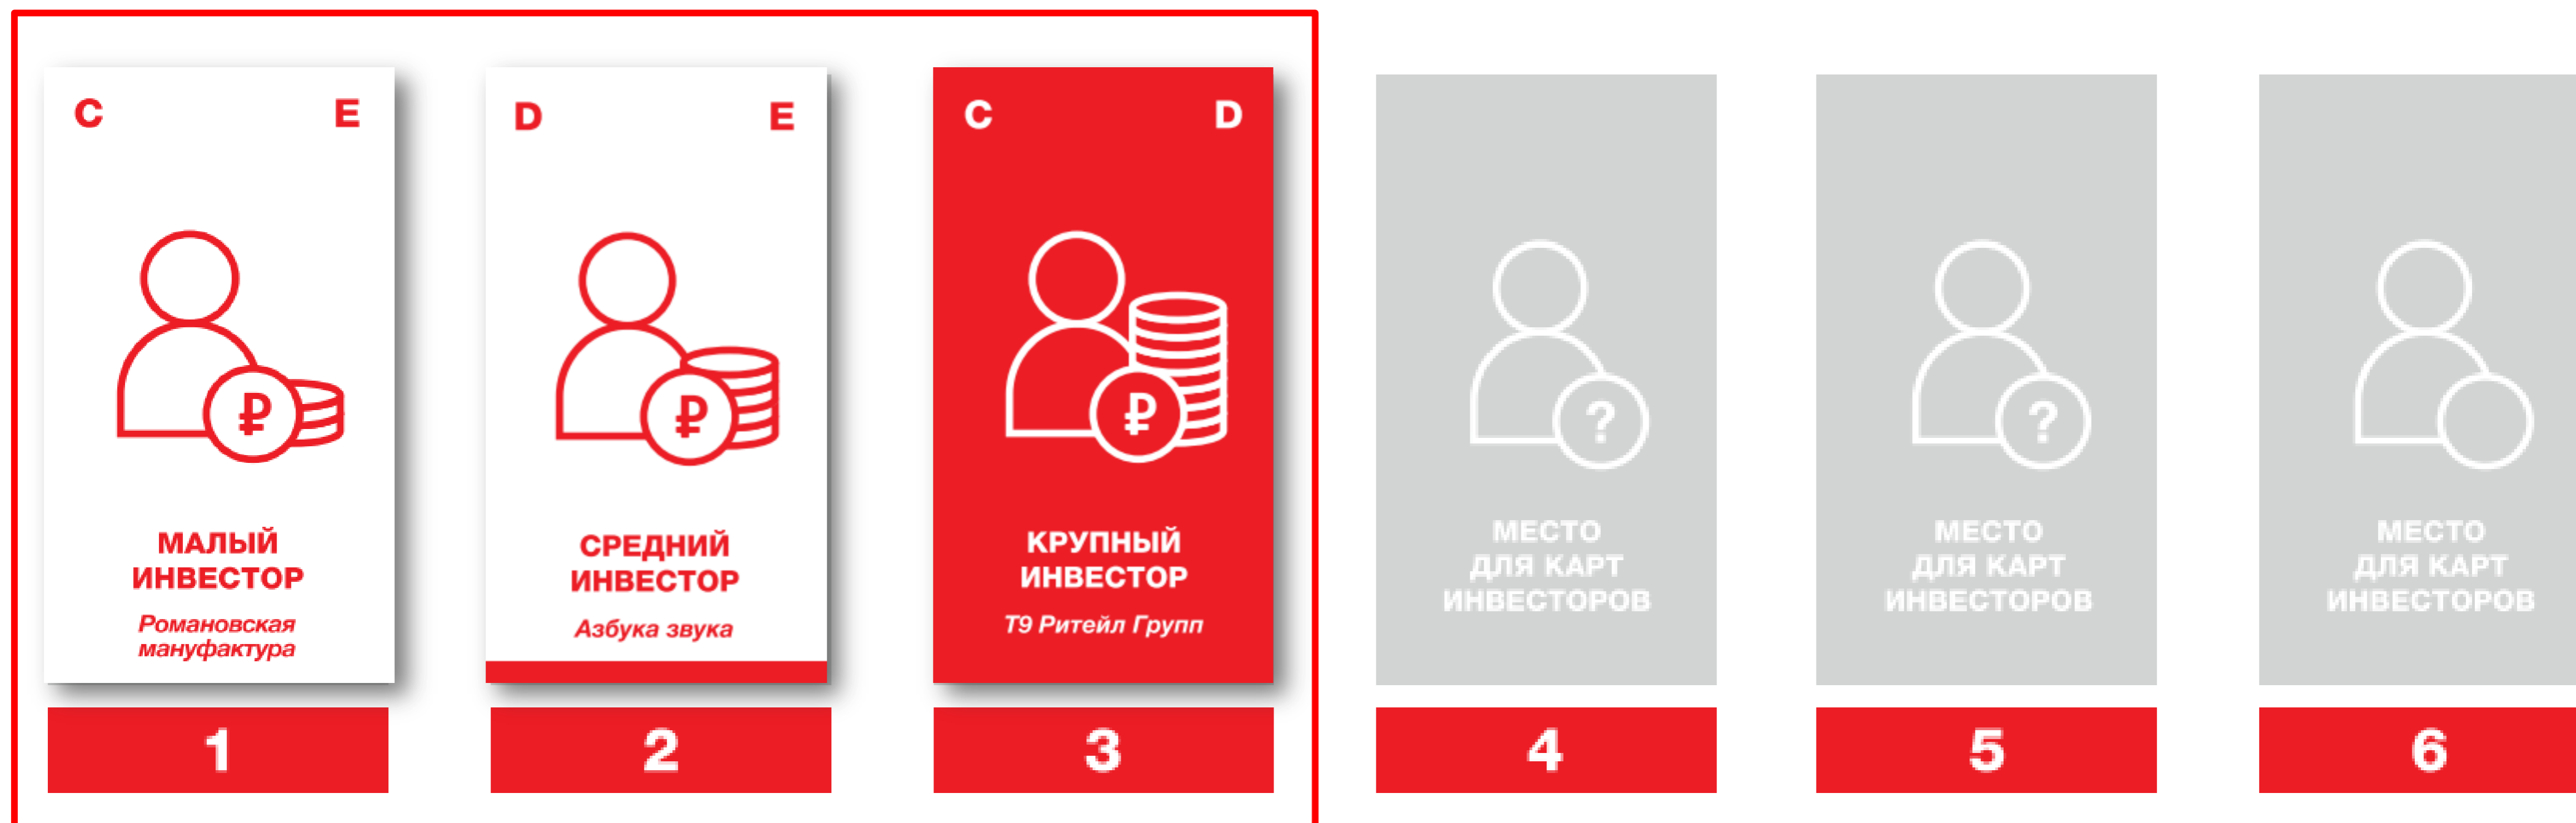 C E
МАЛЫЙ
ИНВЕСТОР
Романовская
мануфактура
1
D E
СРЕДНИЙ
ИНВЕСТОР
Азбука звука
2
C D
КРУПНЫЙ
ИНВЕСТОР
Т9 Ритейл Групп
3
МЕСТО
ДЛЯ КАРТ
ИНВЕСТОРОВ
4
МЕСТО
ДЛЯ КАРТ
ИНВЕСТОРОВ
5
МЕСТО
ДЛЯ КАРТ
ИНВЕСТОРОВ
6
₽
₽
₽
?
?